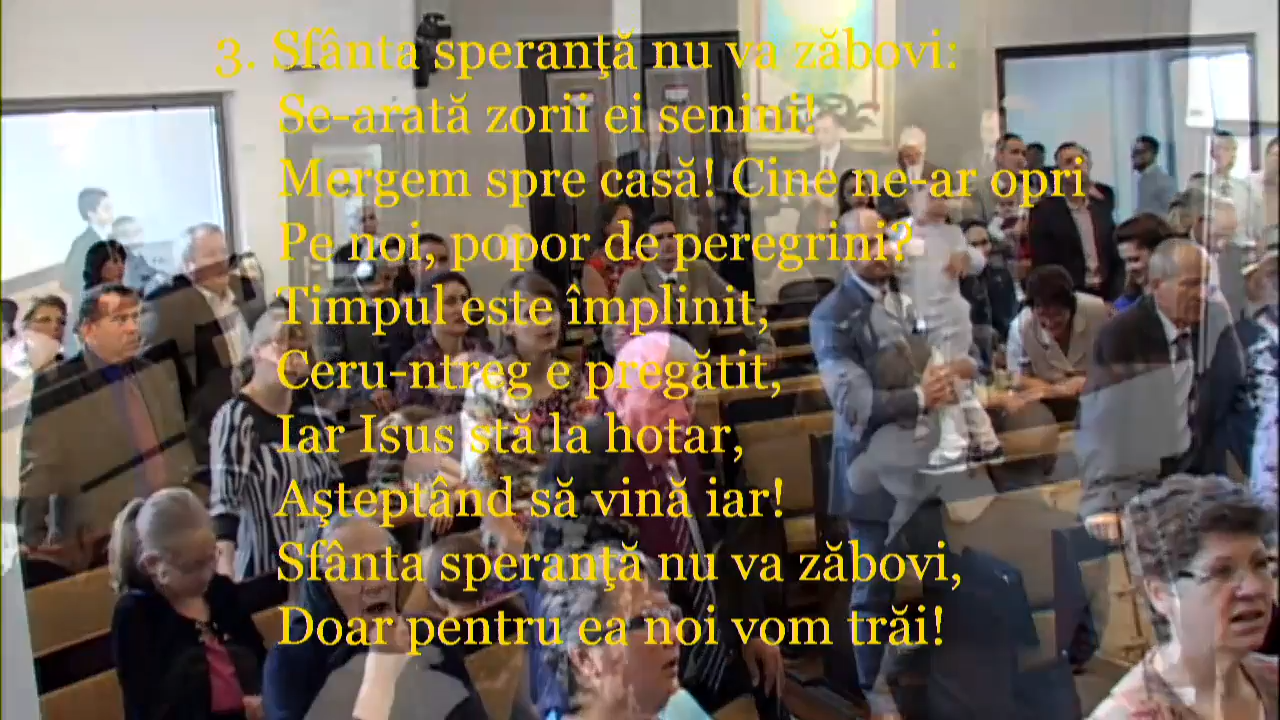 3. Sfânta speranţă nu va zăbovi:
Se-arată zorii ei senini!
Mergem spre casă! Cine ne-ar opri
Pe noi, popor de peregrini?
Timpul este împlinit,
Ceru-ntreg e pregătit,
Iar Isus stă la hotar,
Aşteptând să vină iar!
Sfânta speranţă nu va zăbovi,
Doar pentru ea noi vom trăi!